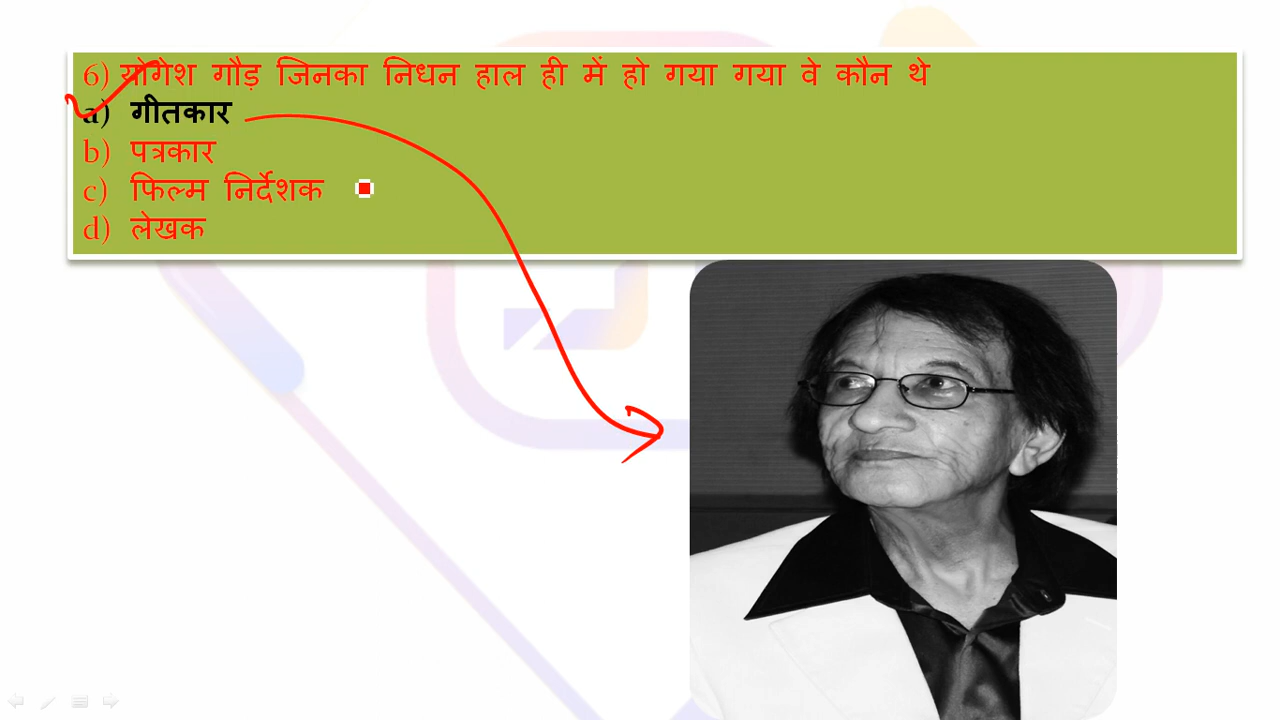 6) योगेश गौड़ जिनका निधन हाल ही में हो गया गया वे कौन थे
a) गीतकार
b) पत्रकार
c) फिल्म निर्देशक
d) लेखक